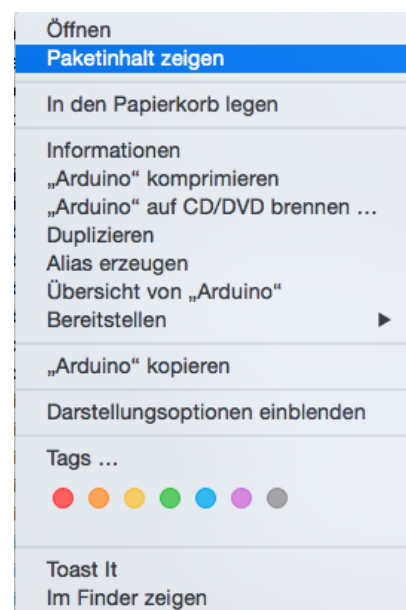 Öffnen
Paketinhalt zeigen
In den Papierkorb legen
Informationen
„Arduino“ komprimieren
„Arduino“ auf CD/DVD brennen …
Duplizieren
Alias erzeugen
Übersicht von „Arduino“
Bereitstellen
„Arduino“ kopieren
Darstellungsoptionen einblenden
Tags …
Toast It
Im Finder zeigen